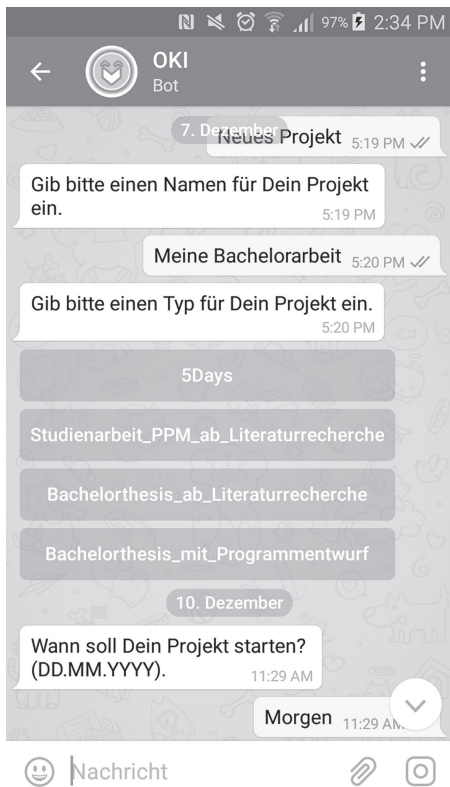 97% 2:34 PM
OKI
Bot
7. Dezember
Neues Projekt 5:19 PM
Gib bitte einen Namen für Dein Projekt
ein.
5:19 PM
Meine Bachelorarbeit 5:20 PM
Gib bitte einen Typ für Dein Projekt ein.
5:20 PM
5Days
Studienarbeit_PPM_ab_Literaturrecherche
Bachelorthesis_ab_Literaturrecherche
Bachelorthesis_mit_Programmentwurf
10. Dezember
Wann soll Dein Projekt starten?
(DD.MM.YYYY). 11:29 AM
Morgen 11:29 AM
Nachricht